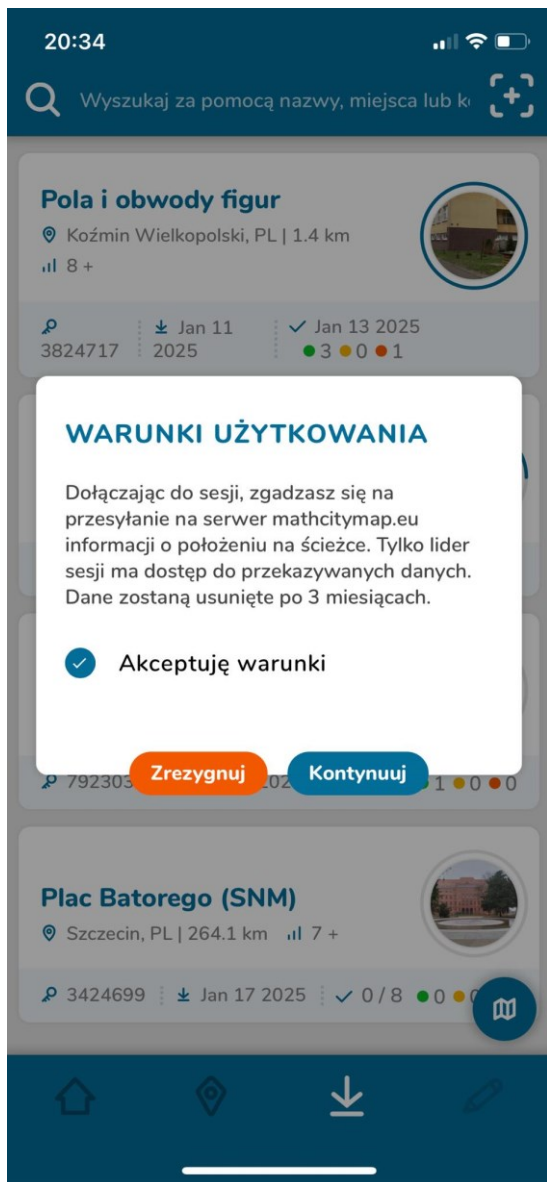 20:34
Wyszukaj za pomocą nazwy, miejsca lub k
Pola i obwody figur
Koźmin Wielkopolski, PL | 1.4 km
8 +
3824717
Jan 11 2025
Jan 13 2025
3 0 1
WARUNKI UŻYTKOWANIA
Dołączając do sesji, zgadzasz się na
przesyłanie na serwer mathcitymap.eu
informacji o położeniu na ścieżce. Tylko lider
sesji ma dostęp do przekazywanych danych.
Dane zostaną usunięte po 3 miesiącach.
Akceptuję warunki
Zrezygnuj Kontynuuj
792303 1 0 0
Plac Batorego (SNM)
Szczecin, PL | 264.1 km 7 +
3424699 Jan 17 2025 0 / 8 0